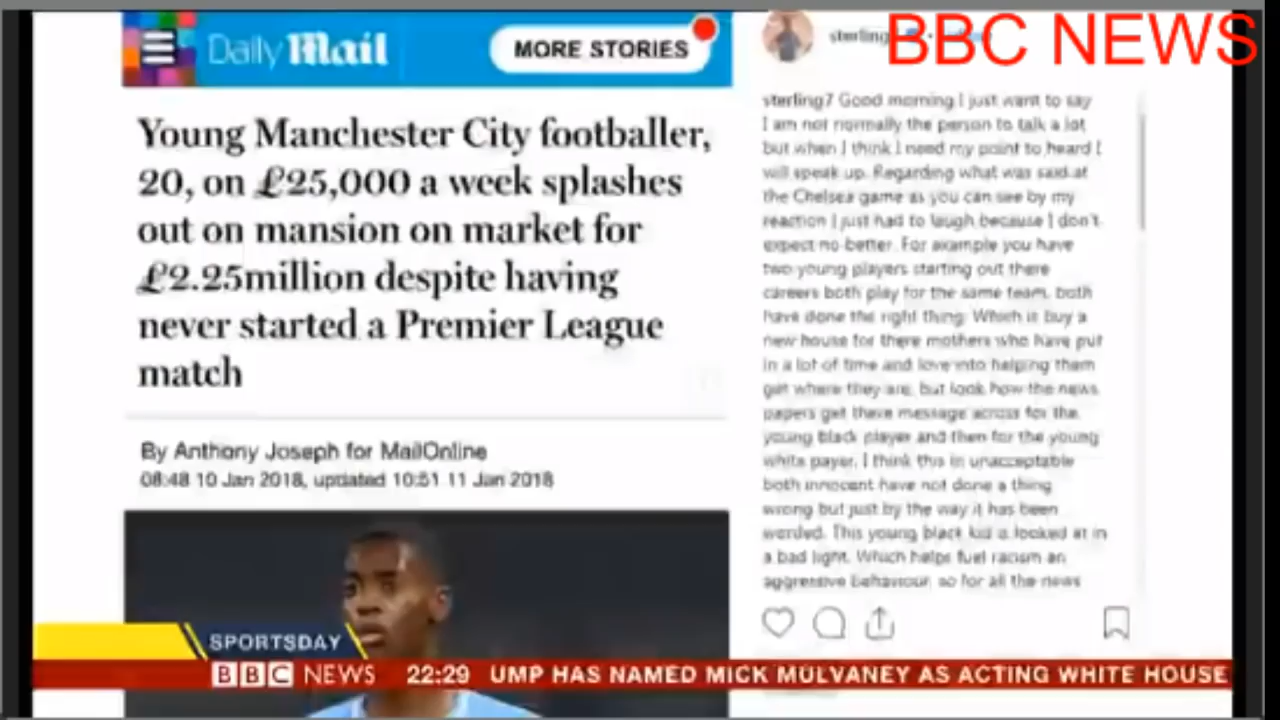 BBC NEWS
Daily Mail
MORE STORIES
Young Manchester City footballer,
20, on £25,000 a week splashes
out on mansion on market for
£2.25million despite having
never started a Premier League
match
By Anthony Joseph for MailOnline
08:48 10 Jan 2018, updated 10:51 11 Jan 2018
sterling7
sterling7 Good morning I just want to say
I am not normally the person to talk a lot
but when I think I need my point to heard I
will speak up. Regarding what was said at
the Chelsea game as you can see by my
reaction I just had to laugh because I don't
expect no better. For example you have
two young players starting out there
careers both play for the same team, both
have done the right thing. Which is buy a
new house for there mothers who have put
in a lot of time and love into helping them
get where they are, but look how the news
papers get there message across for the
young black player and then for the young
white payer. I think this in unacceptable
both innocent have not done a thing
wrong but just by the way it has been
worded. This young black kid is looked at in
a bad light. Which helps fuel racism an
aggressive behaviour, so for all the news
SPORTSDAY
BBC NEWS 22:29 UMP HAS NAMED MICK MULVANEY AS ACTING WHITE HOUSE